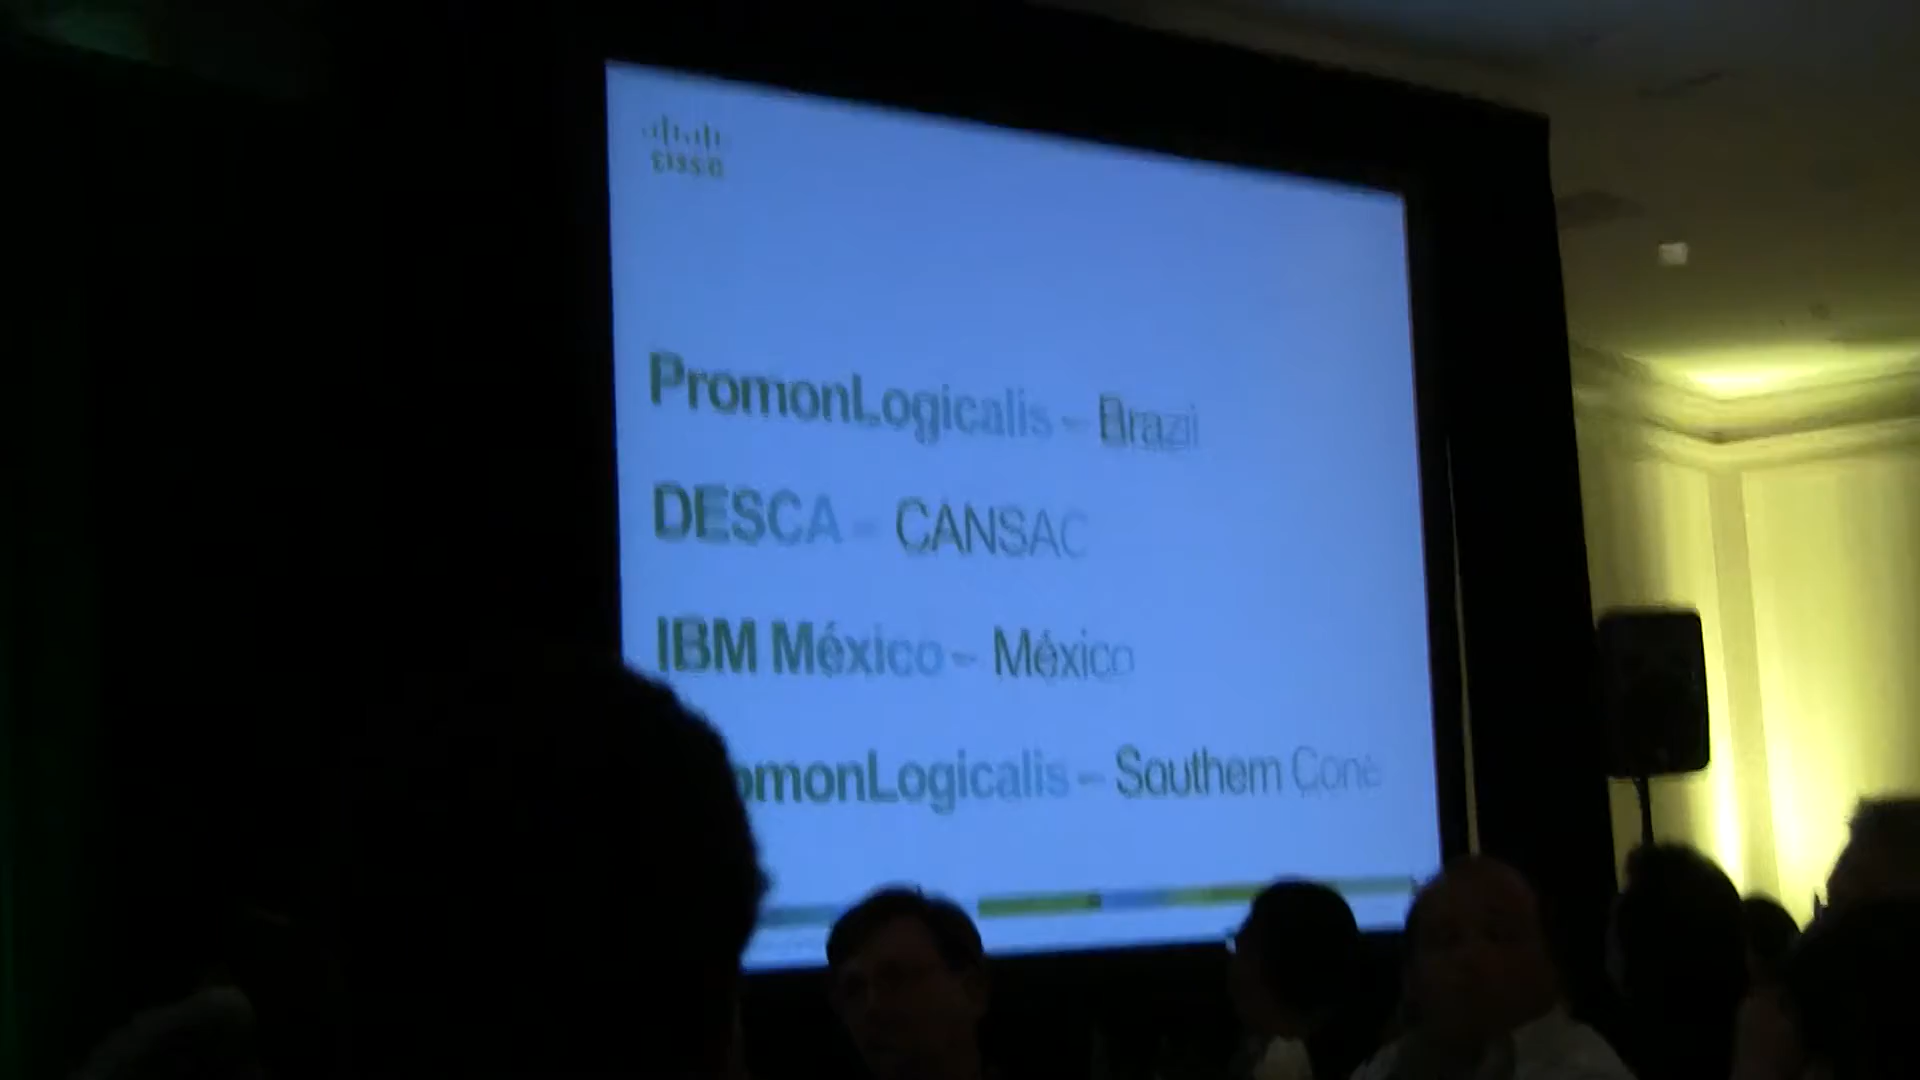 CISCO
PromonLogicalis – Brazil
DESCA – CANSAC
IBM México – México
omonLogicalis – Southern Cone